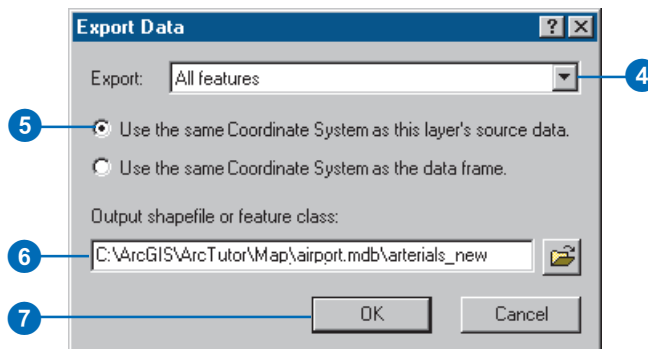 Export Data
Export: All features
4
5
Use the same Coordinate System as this layer's source data.
Use the same Coordinate System as the data frame.
Output shapefile or feature class:
6
C:\ArcGIS\ArcTutor\Map\airport.mdb\arterials_new
7
OK
Cancel